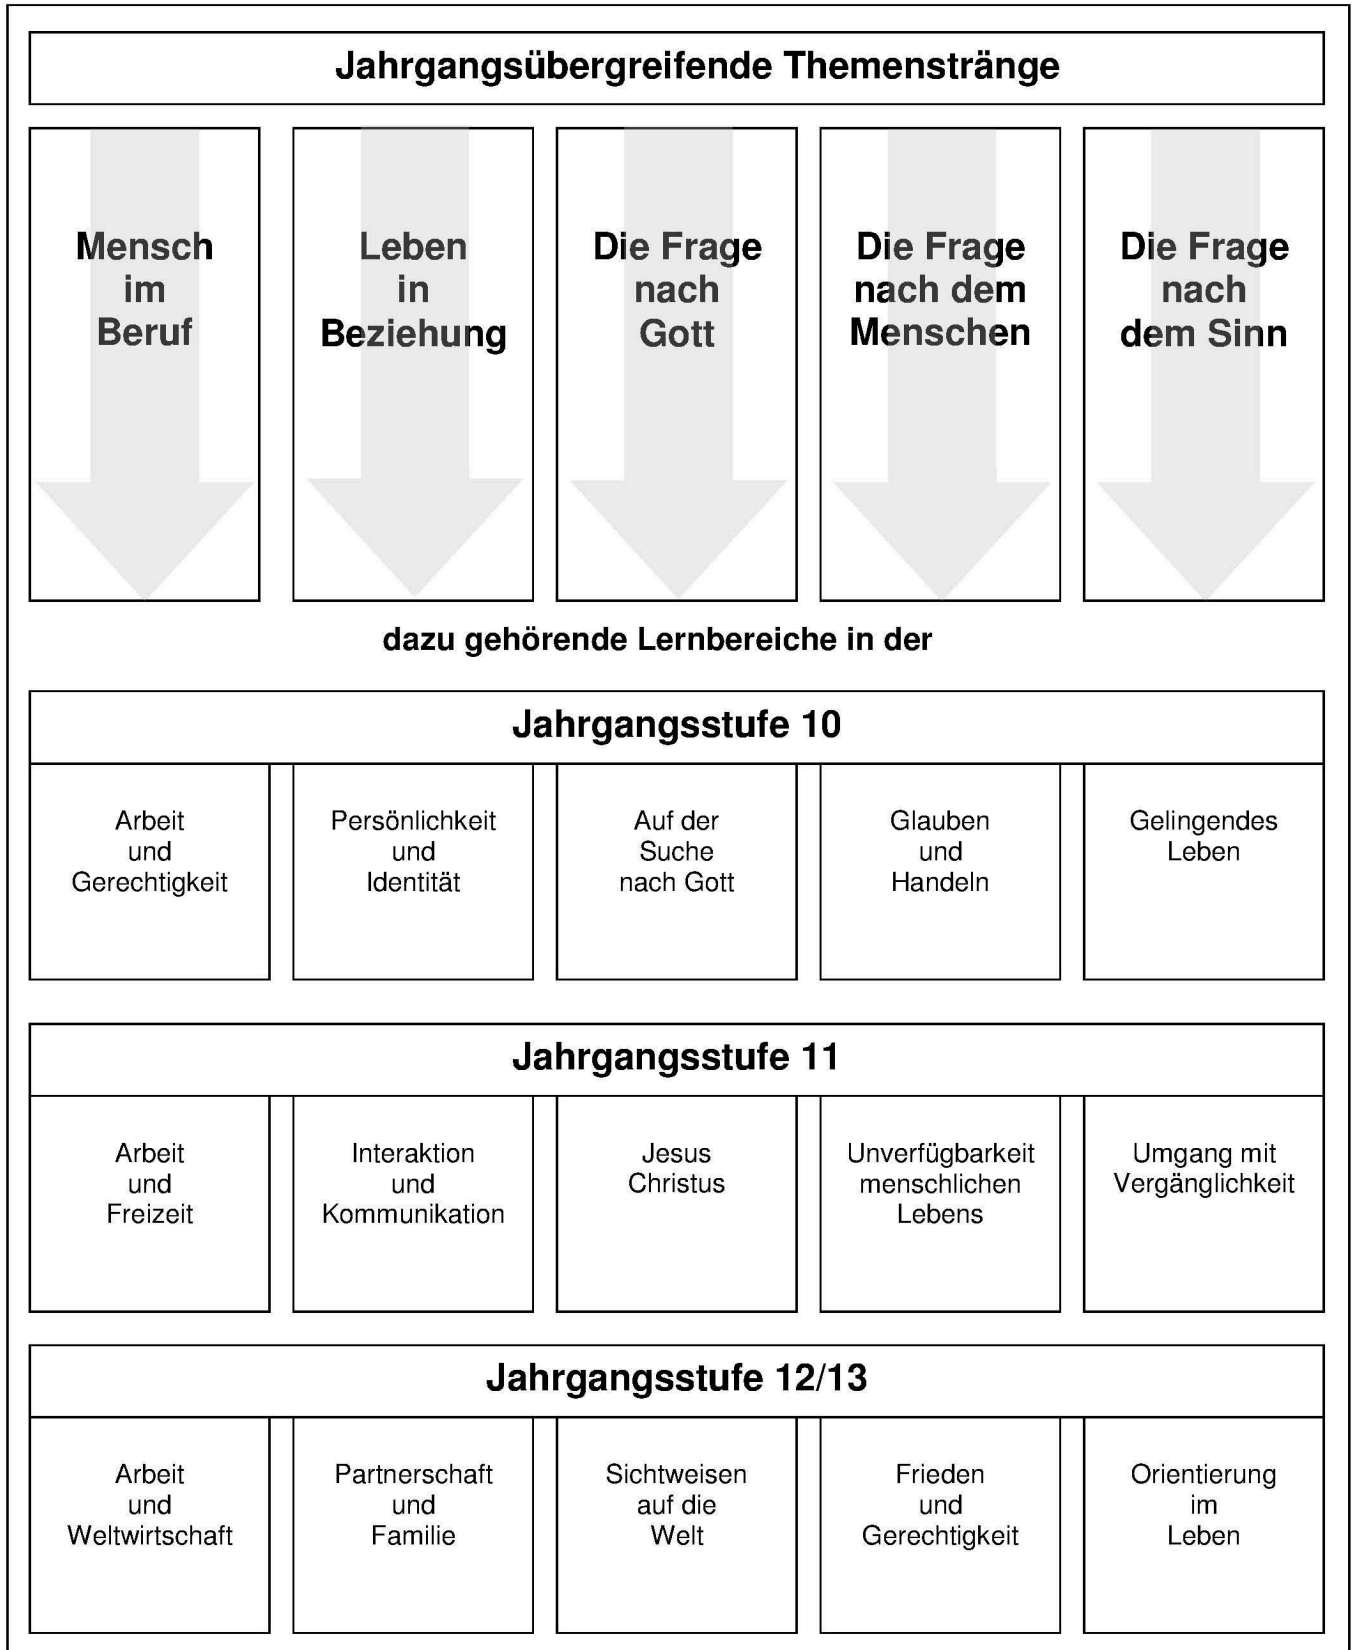 Jahrgangsübergreifende Themenstränge
Mensch
im
Beruf
Leben
in
Beziehung
Die Frage
nach
Gott
Die Frage
nach dem
Menschen
Die Frage
nach
dem Sinn
dazu gehörende Lernbereiche in der
Jahrgangsstufe 10
Arbeit
und
Gerechtigkeit
Persönlichkeit
und
Identität
Auf der
Suche
nach Gott
Glauben
und
Handeln
Gelingendes
Leben
Jahrgangsstufe 11
Arbeit
und
Freizeit
Interaktion
und
Kommunikation
Jesus
Christus
Unverfügbarkeit
menschlichen
Lebens
Umgang mit
Vergänglichkeit
Jahrgangsstufe 12/13
Arbeit
und
Weltwirtschaft
Partnerschaft
und
Familie
Sichtweisen
auf die
Welt
Frieden
und
Gerechtigkeit
Orientierung
im
Leben